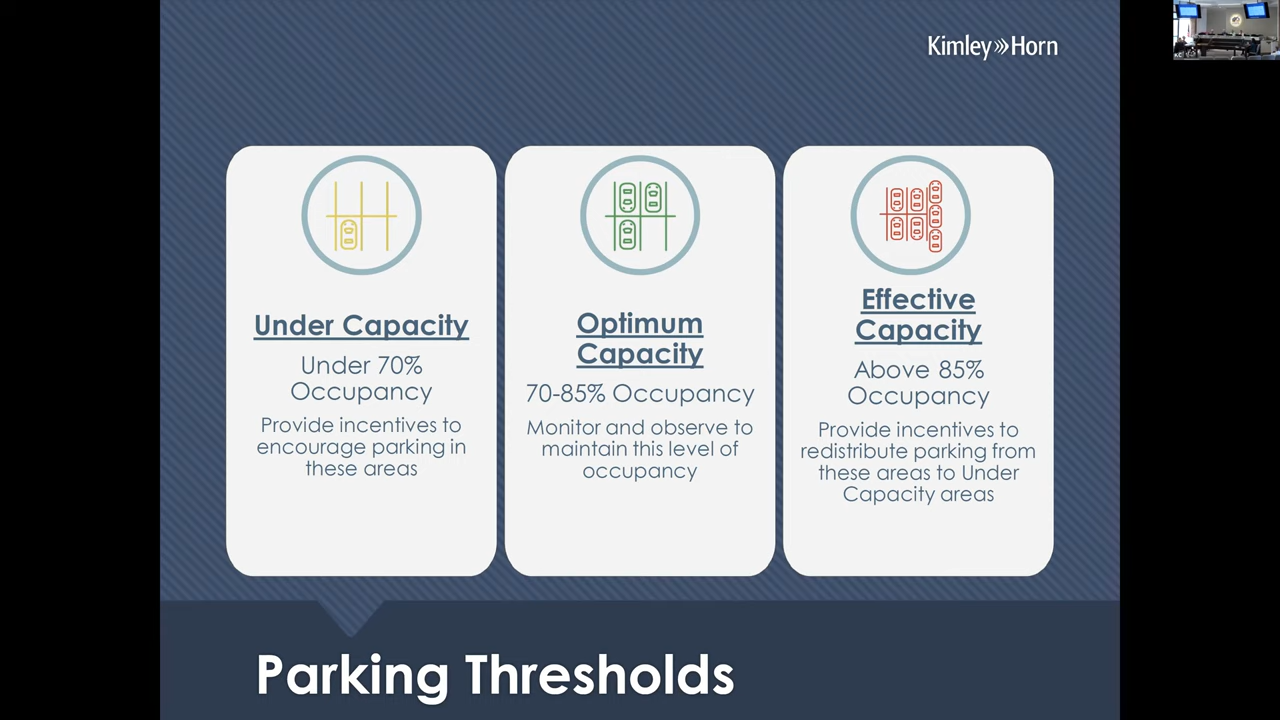 Kimley»Horn
Under Capacity
Under 70%
Occupancy
Provide incentives to
encourage parking in
these areas
Optimum
Capacity
70-85% Occupancy
Monitor and observe to
maintain this level of
occupancy
Effective
Capacity
Above 85%
Occupancy
Provide incentives to
redistribute parking from
these areas to Under
Capacity areas
Parking Thresholds